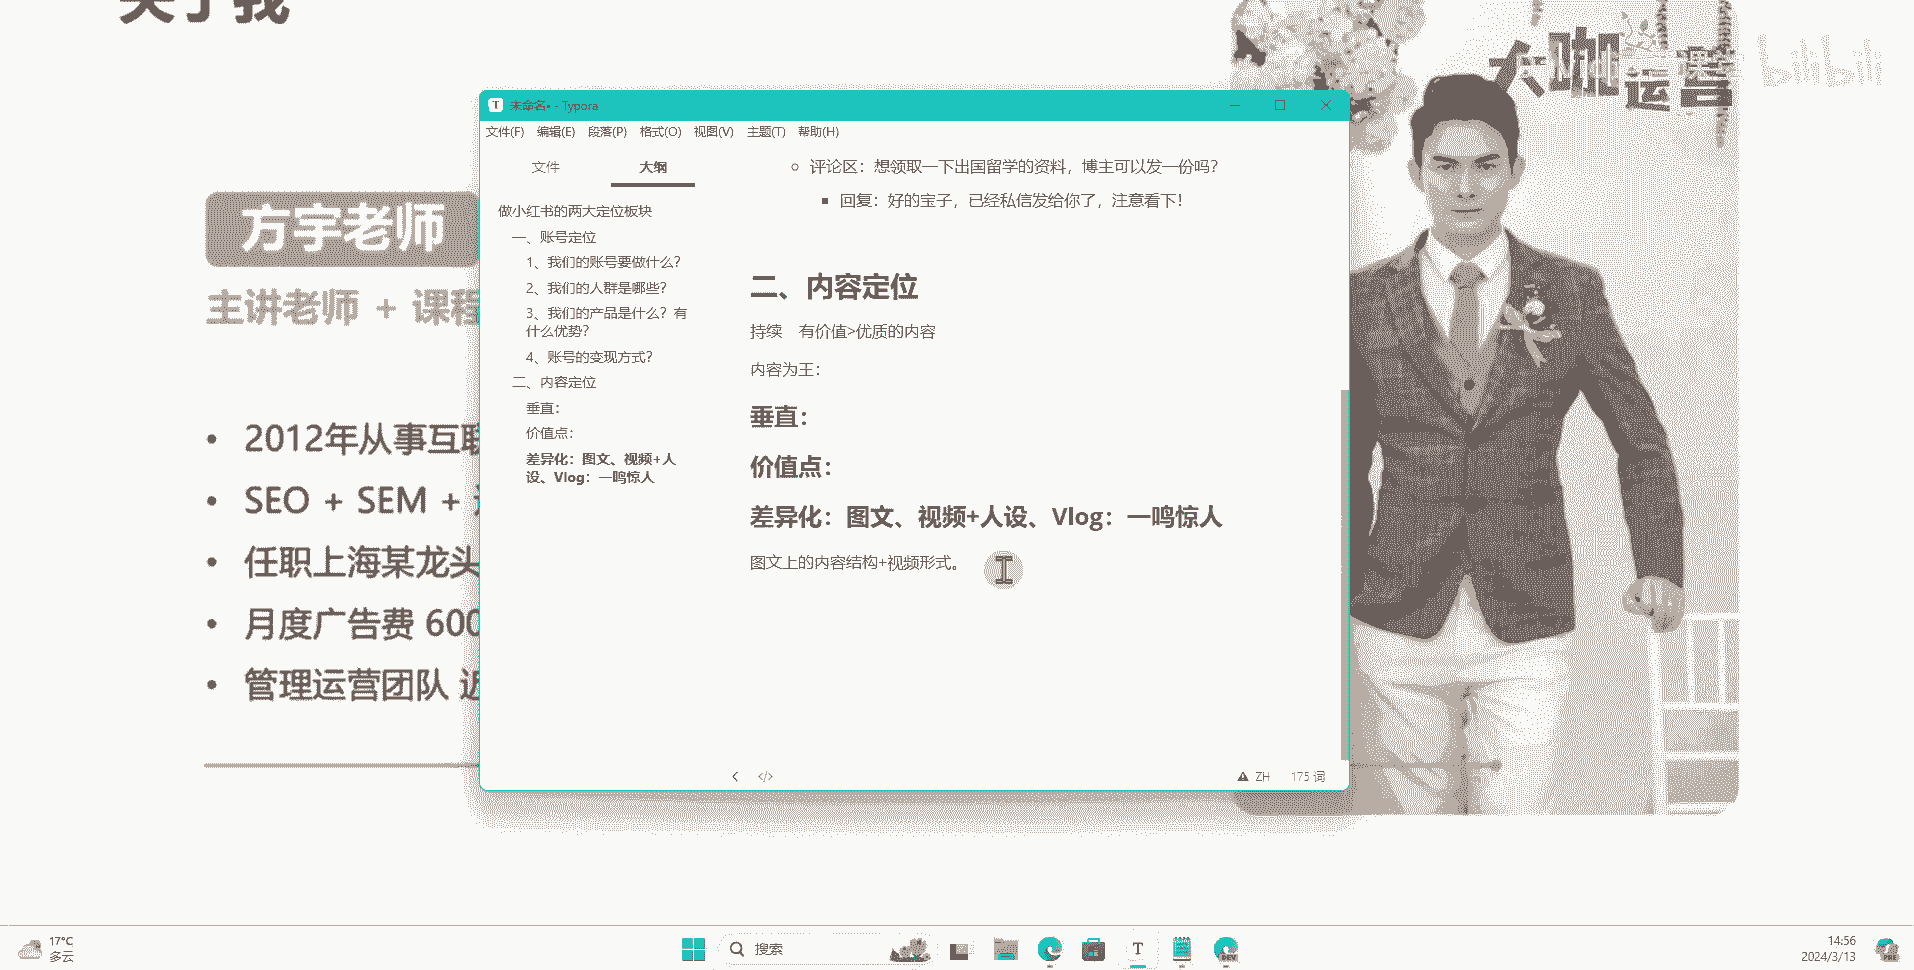 关于我
大咖运营
课堂
bilibili
方宇老师
主讲老师 + 课程
2012年从事互联
SEO + SEM +
任职上海某龙头
月度广告费 600
管理运营团队 近
未命名• - Typora
文件(F) 编辑(E) 段落(P) 格式(O) 视图(V) 主题(T) 帮助(H)
文件 大纲
做小红书的两大定位板块
一、账号定位
1、我们的账号要做什么？
2、我们的人群是哪些？
3、我们的产品是什么？有
什么优势？
4、账号的变现方式？
二、内容定位
垂直：
价值点：
差异化：图文、视频+人
设、Vlog：一鸣惊人
评论区：想领取一下出国留学的资料，博主可以发一份吗？
回复：好的宝子，已经私信发给你了，注意看下！
二、内容定位
持续 有价值>优质的内容
内容为王：
垂直：
价值点：
差异化：图文、视频+人设、Vlog：一鸣惊人
图文上的内容结构+视频形式。
ZH 175 词
17°C
多云
搜索
T
DEV
14:56
2024/3/13
PRE